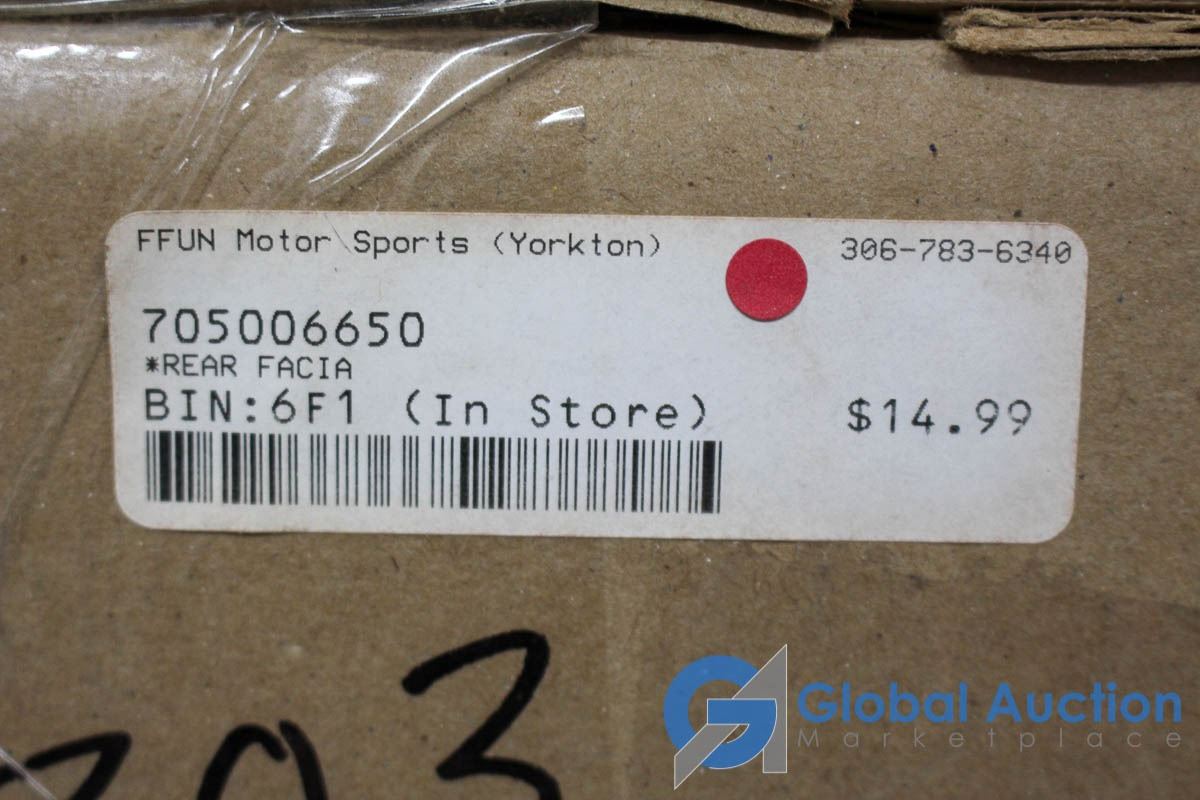 FFUN Motor Sports (Yorkton) 306-783-6340
705006650
*REAR FACIA
BIN:6F1 (In Store) $14.99
Global Auction
Marketplace